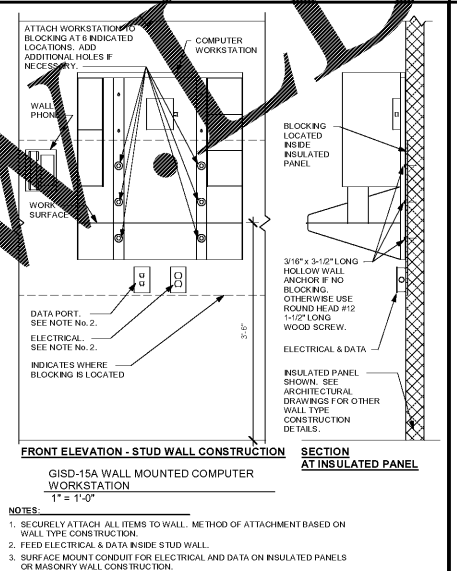 ATTACH WORKSTATION TO
BLOCKING AT 6 INDICATED
LOCATIONS. ADD
ADDITIONAL HOLES IF
NECESSARY.
COMPUTER
WORKSTATION
WALL
PHONE
WORK
SURFACE
DATA PORT.
SEE NOTE No. 2.
ELECTRICAL.
SEE NOTE No. 2.
INDICATES WHERE
BLOCKING IS LOCATED
3'-6"
BLOCKING
LOCATED
INSIDE
INSULATED
PANEL
3/16" x 3-1/2" LONG
HOLLOW WALL
ANCHOR IF NO
BLOCKING.
OTHERWISE USE
ROUND HEAD #12
1-1/2" LONG
WOOD SCREW.
ELECTRICAL & DATA
INSULATED PANEL
SHOWN. SEE
ARCHITECTURAL
DRAWINGS FOR OTHER
WALL TYPE
CONSTRUCTION
DETAILS.
FRONT ELEVATION - STUD WALL CONSTRUCTION
SECTION
AT INSULATED PANEL
GISD-15A WALL MOUNTED COMPUTER
WORKSTATION
1" = 1'-0"
NOTES:
1. SECURELY ATTACH ALL ITEMS TO WALL. METHOD OF ATTACHMENT BASED ON
WALL TYPE CONSTRUCTION.
2. FEED ELECTRICAL & DATA INSIDE STUD WALL.
3. SURFACE MOUNT CONDUIT FOR ELECTRICAL AND DATA ON INSULATED PANELS
OR MASONRY WALL CONSTRUCTION.